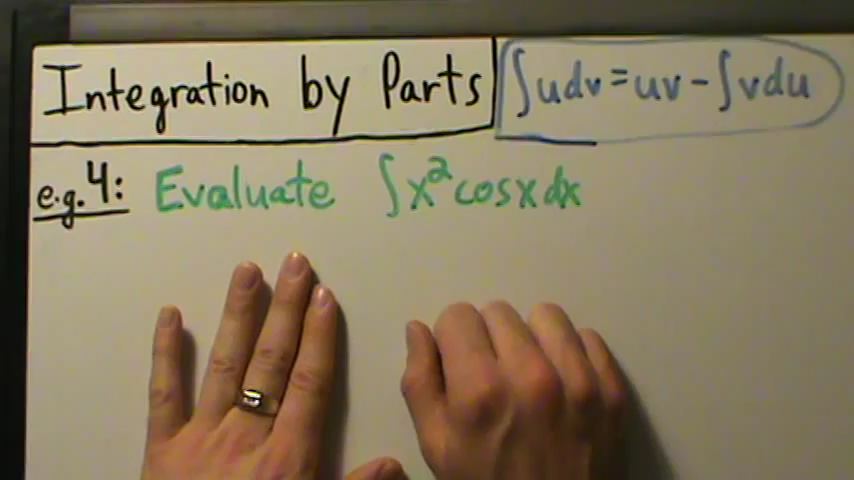 Integration by Parts ∫udv=uv-∫vdu
e.g. 4: Evaluate ∫x²cosxdx